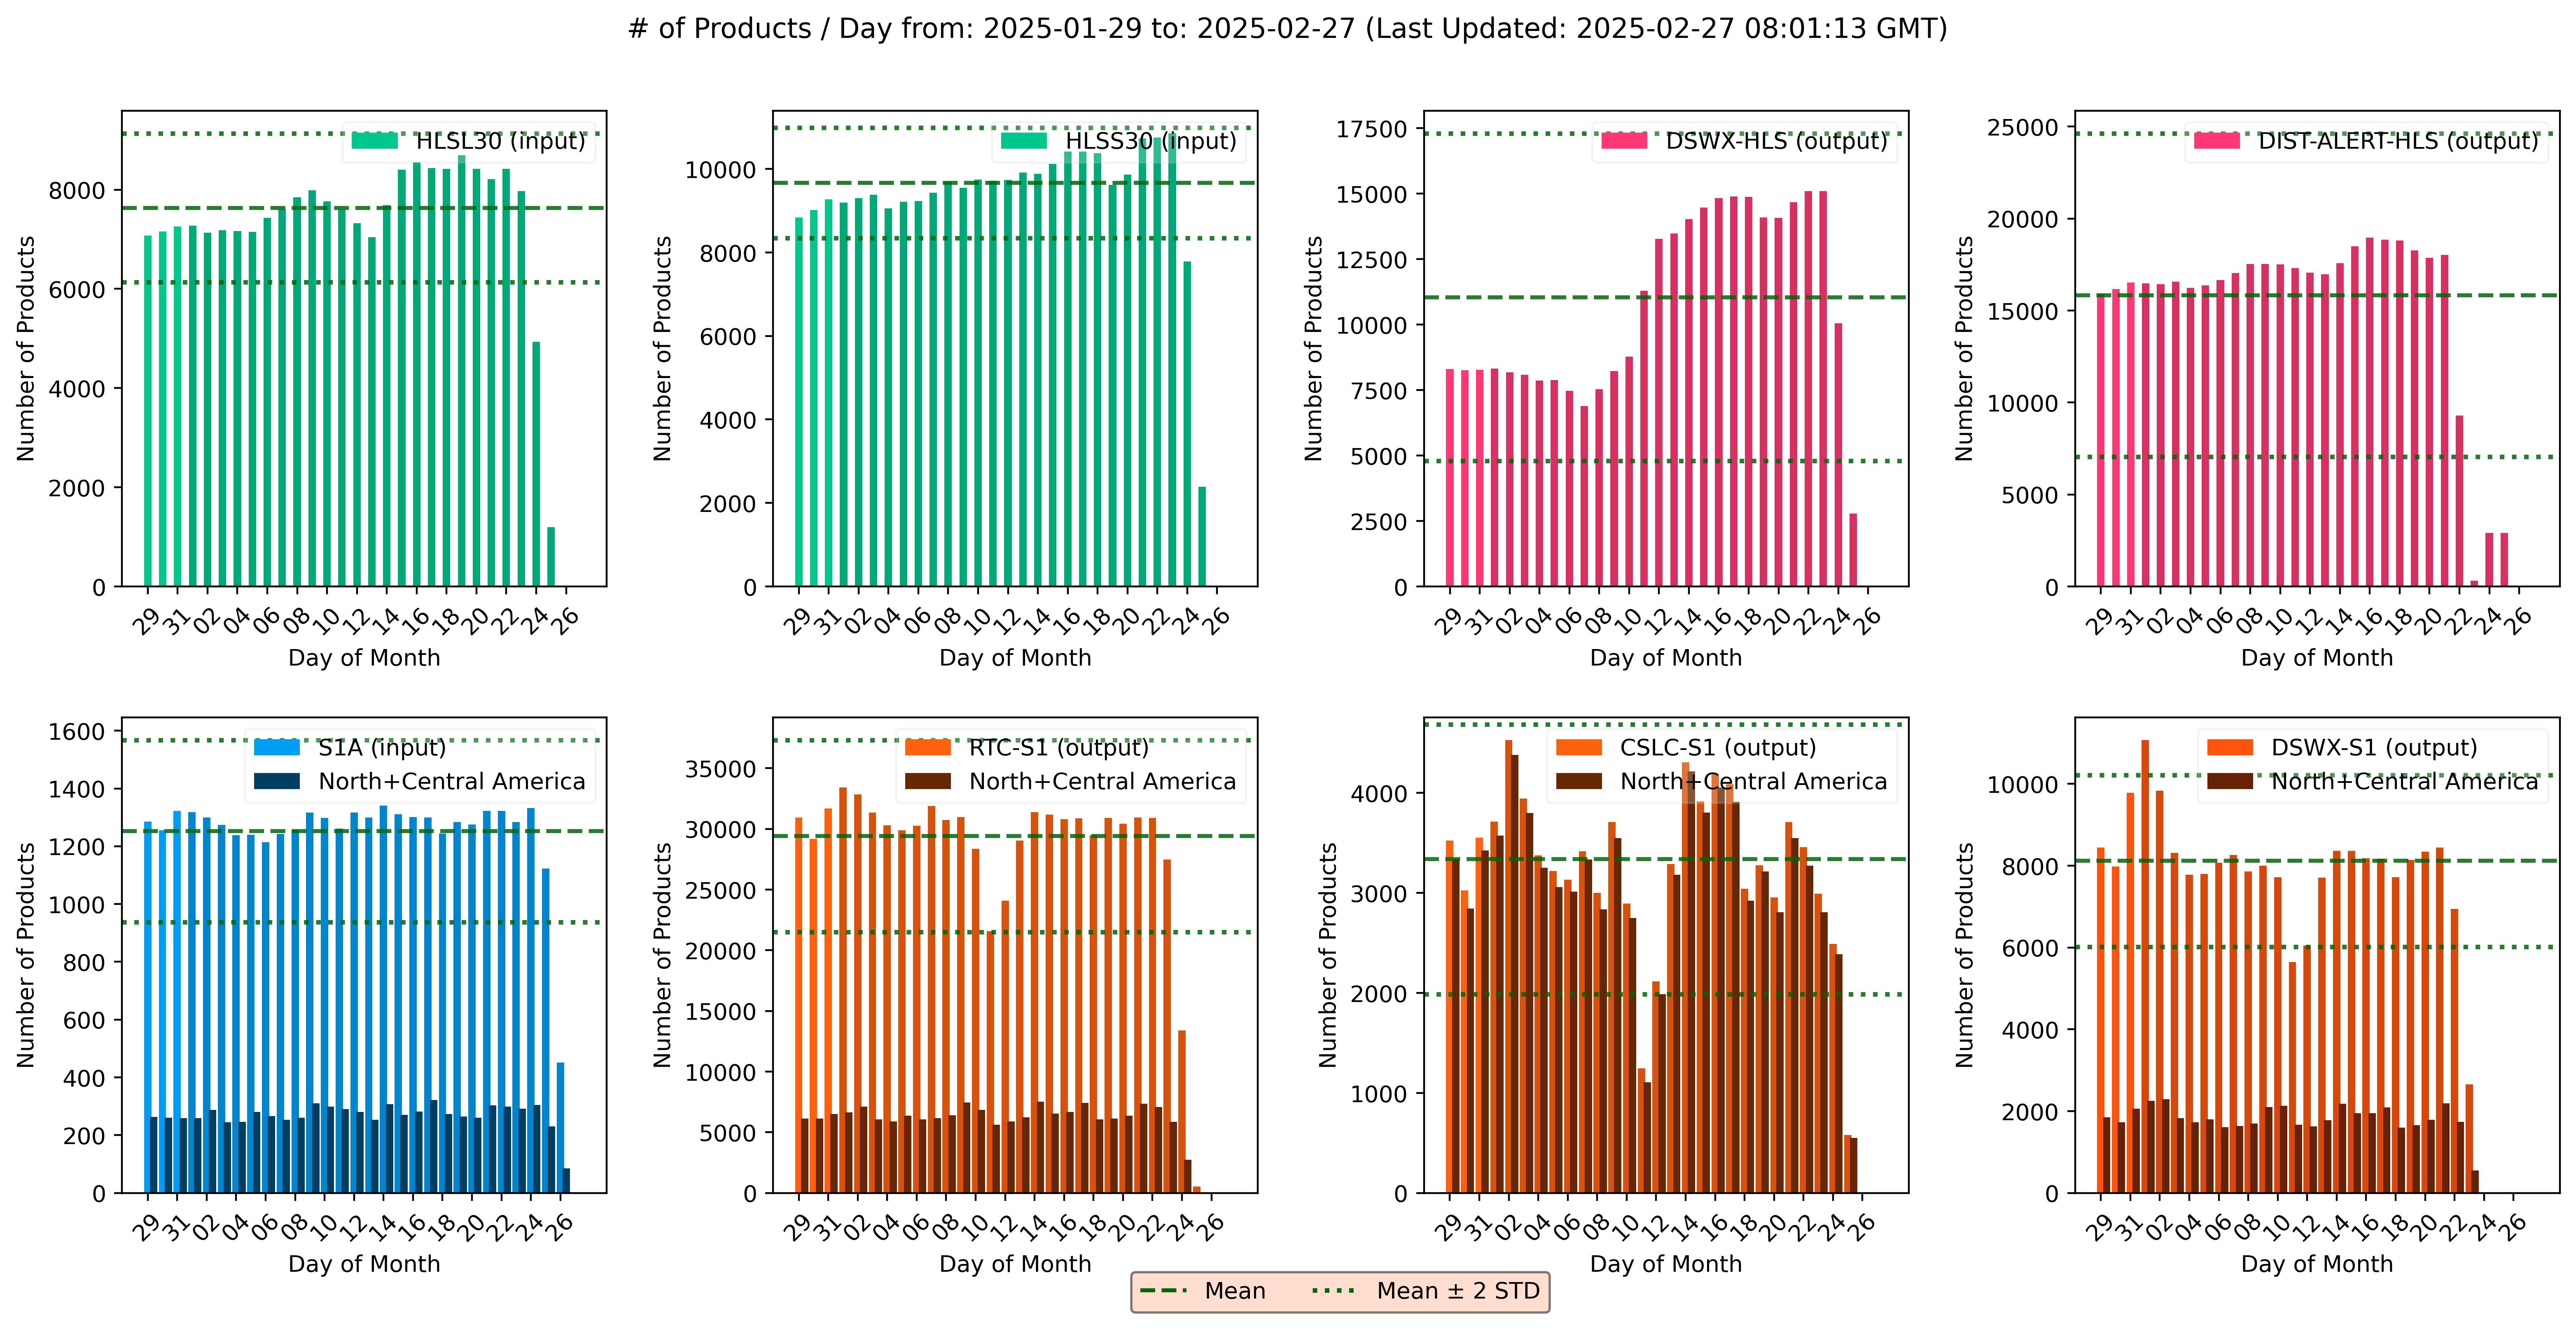 # of Products / Day from: 2025-01-29 to: 2025-02-27 (Last Updated: 2025-02-27 08:01:13 GMT)
HLSL30 (input)
Number of Products
8000
6000
4000
2000
0
29 31 02 04 06 08 10 12 14 16 18 20 22 24 26
Day of Month
HLSS30 (input)
Number of Products
10000
8000
6000
4000
2000
0
29 31 02 04 06 08 10 12 14 16 18 20 22 24 26
Day of Month
DSWX-HLS (output)
Number of Products
17500
15000
12500
10000
7500
5000
2500
0
29 31 02 04 06 08 10 12 14 16 18 20 22 24 26
Day of Month
DIST-ALERT-HLS (output)
Number of Products
25000
20000
15000
10000
5000
0
29 31 02 04 06 08 10 12 14 16 18 20 22 24 26
Day of Month
S1A (input)
North+Central America
Number of Products
1600
1400
1200
1000
800
600
400
200
0
29 31 02 04 06 08 10 12 14 16 18 20 22 24 26
Day of Month
RTC-S1 (output)
North+Central America
Number of Products
35000
30000
25000
20000
15000
10000
5000
0
29 31 02 04 06 08 10 12 14 16 18 20 22 24 26
Day of Month
CSLC-S1 (output)
North+Central America
Number of Products
4000
3000
2000
1000
0
29 31 02 04 06 08 10 12 14 16 18 20 22 24 26
Day of Month
DSWX-S1 (output)
North+Central America
Number of Products
10000
8000
6000
4000
2000
0
29 31 02 04 06 08 10 12 14 16 18 20 22 24 26
Day of Month
Mean
Mean ± 2 STD